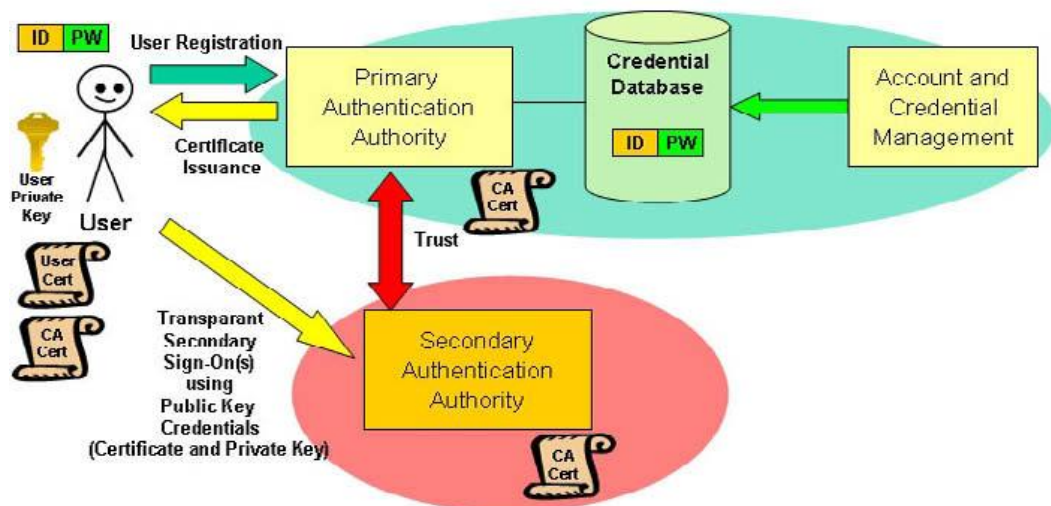 ID PW
User Registration
Primary
Authentication
Authority
Credential
Database
ID PW
Account and
Credential
Management
Certificate
Issuance
User
Private
Key
User
User
Cert
CA
Cert
CA
Cert
Trust
Transparant
Secondary
Sign-On(s)
using
Public Key
Credentials
(Certificate and Private Key)
Secondary
Authentication
Authority
CA
Cert